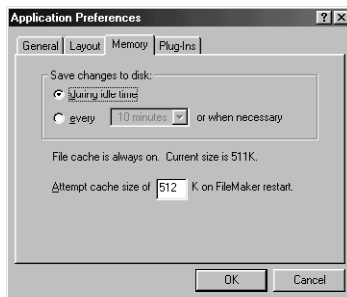 Application Preferences
General Layout Memory Plug-Ins
Save changes to disk:
during idle time
every 10 minutes or when necessary
File cache is always on. Current size is 511K.
Attempt cache size of 512 K on FileMaker restart.
OK Cancel